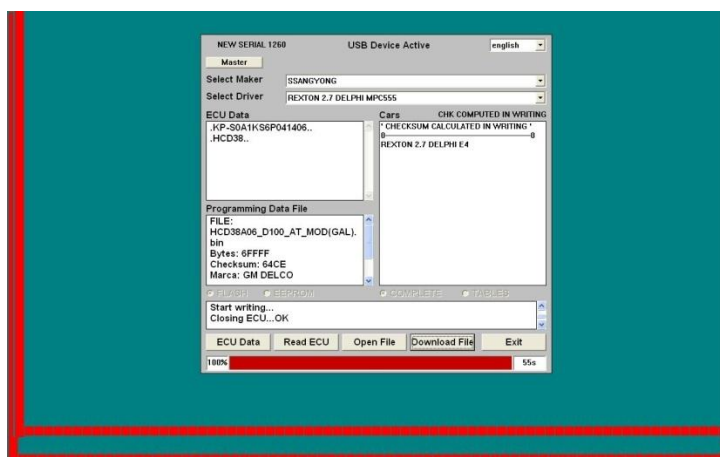 NEW SERIAL 1260 USB Device Active english
Master
Select Maker SSANGYONG
Select Driver REXTON 2.7 DELPHI MPC555
ECU Data
.KP-S0A1KS6P041406..
.HCD38..
Cars CHK COMPUTED IN WRITING
' CHECKSUM CALCULATED IN WRITING '
0 0
REXTON 2.7 DELPHI E4
Programming Data File
FILE:
HCD38A06_D100_AT_MOD(GAL).
bin
Bytes: 6FFFF
Checksum: 64CE
Marca: GM DELCO
FLASH EEPROM COMPLETE TABLES
Start writing...
Closing ECU...OK
ECU Data Read ECU Open File Download File Exit
100% 55s